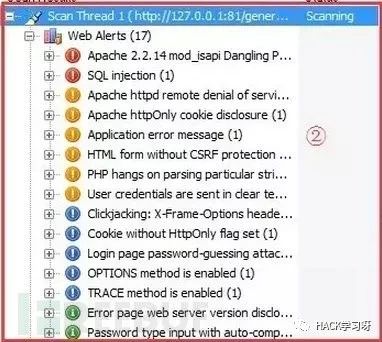 Scan Thread 1 ( http://127.0.0.1:81/gener... Scanning
Web Alerts (17)
Apache 2.2.14 mod_isapi Dangling P...
SQL injection (1)
Apache httpd remote denial of servi...
Apache httpOnly cookie disclosure (1)
Application error message (1)
②
HTML form without CSRF protection ...
PHP hangs on parsing particular stri...
User credentials are sent in clear te...
Clickjacking: X-Frame-Options heade...
Cookie without HttpOnly flag set (1)
Login page password-guessing attac...
OPTIONS method is enabled (1)
TRACE method is enabled (1)
Error page web server version disclo...
Password type input with auto-comp...
HACK学习呀